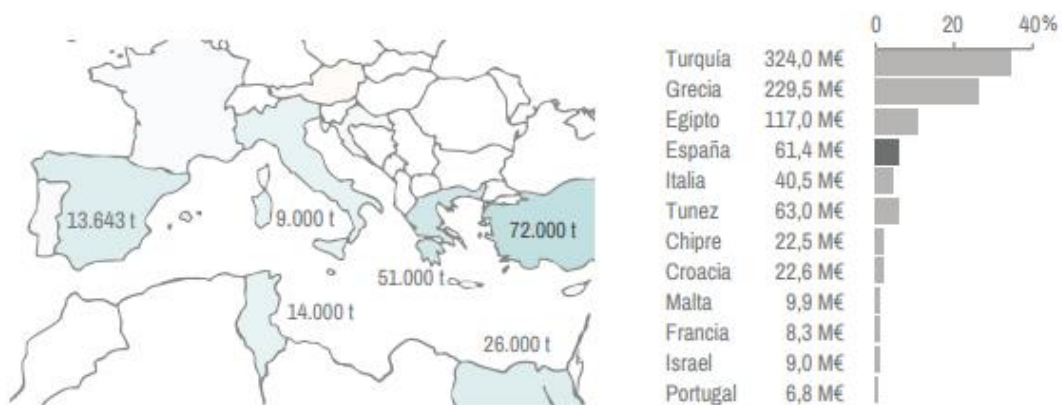 13.643 t
9.000 t
72.000 t
51.000 t
14.000 t
26.000 t
0 20 40%
Turquía 324,0 M€
Grecia 229,5 M€
Egipto 117,0 M€
España 61,4 M€
Italia 40,5 M€
Tunez 63,0 M€
Chipre 22,5 M€
Croacia 22,6 M€
Malta 9,9 M€
Francia 8,3 M€
Israel 9,0 M€
Portugal 6,8 M€